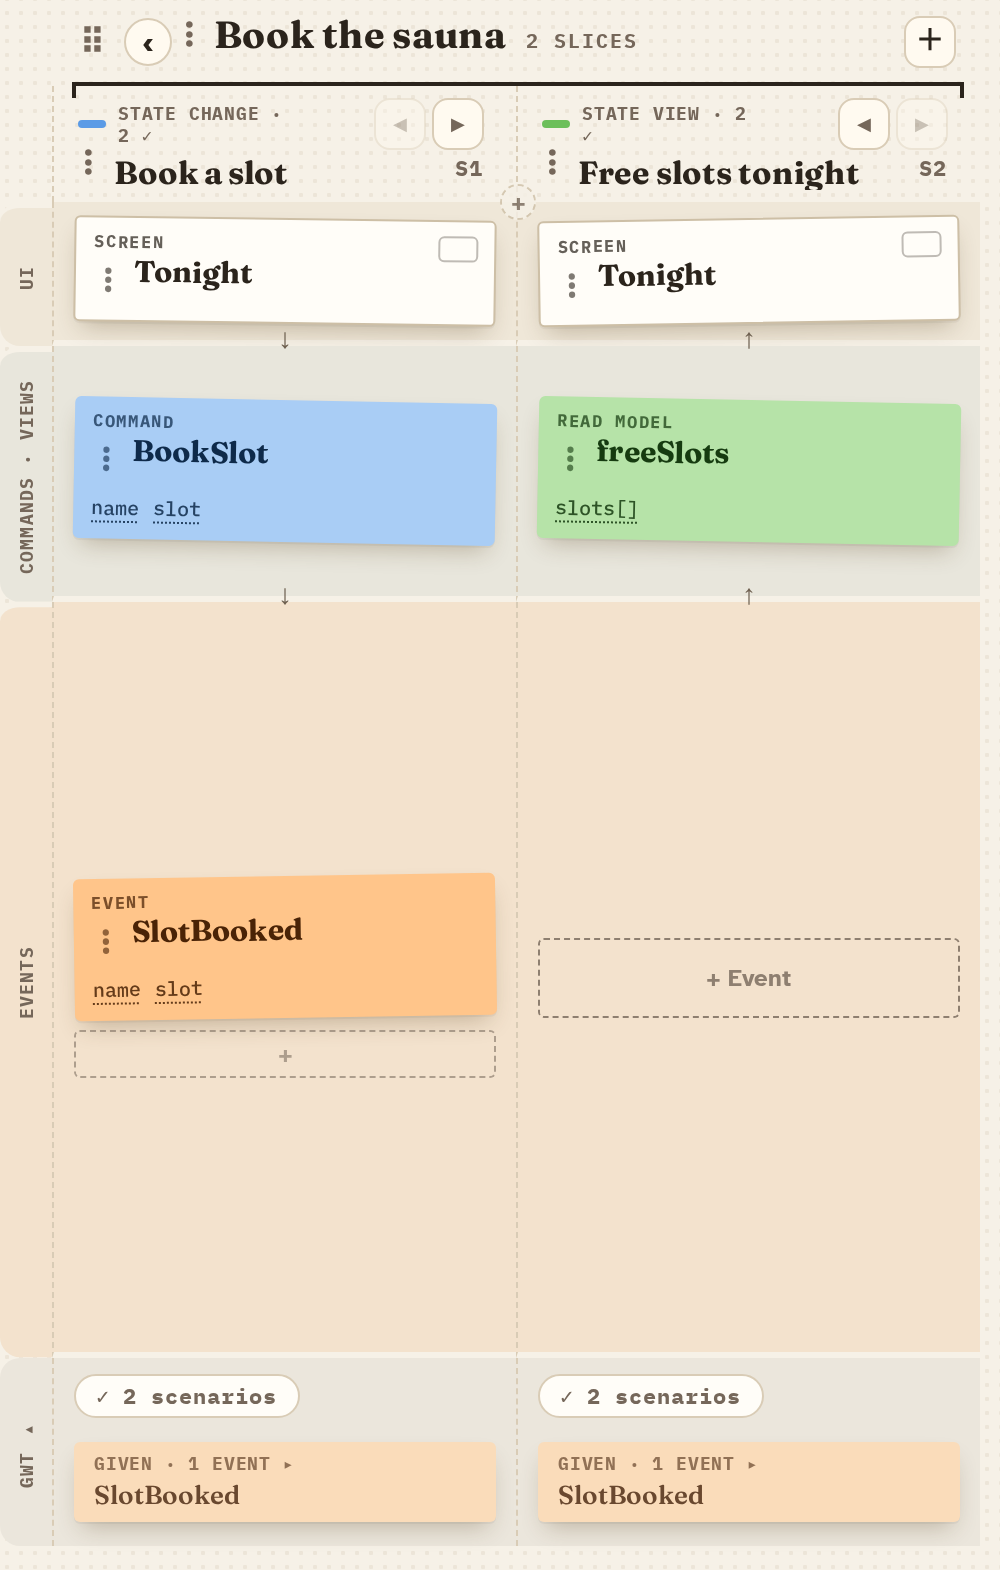 ‹ Book the sauna 2 SLICES +
STATE CHANGE · 2 ✓ ◀ ▶
Book a slot S1
STATE VIEW · 2 ✓ ◀ ▶
Free slots tonight S2
+
UI
SCREEN
Tonight
SCREEN
Tonight
↓ ↑
COMMANDS · VIEWS
COMMAND
BookSlot
name slot
READ MODEL
freeSlots
slots[]
↓ ↑
EVENTS
EVENT
SlotBooked
name slot
+
+ Event
GWT ▸
✓ 2 scenarios
GIVEN · 1 EVENT ▸
SlotBooked
✓ 2 scenarios
GIVEN · 1 EVENT ▸
SlotBooked